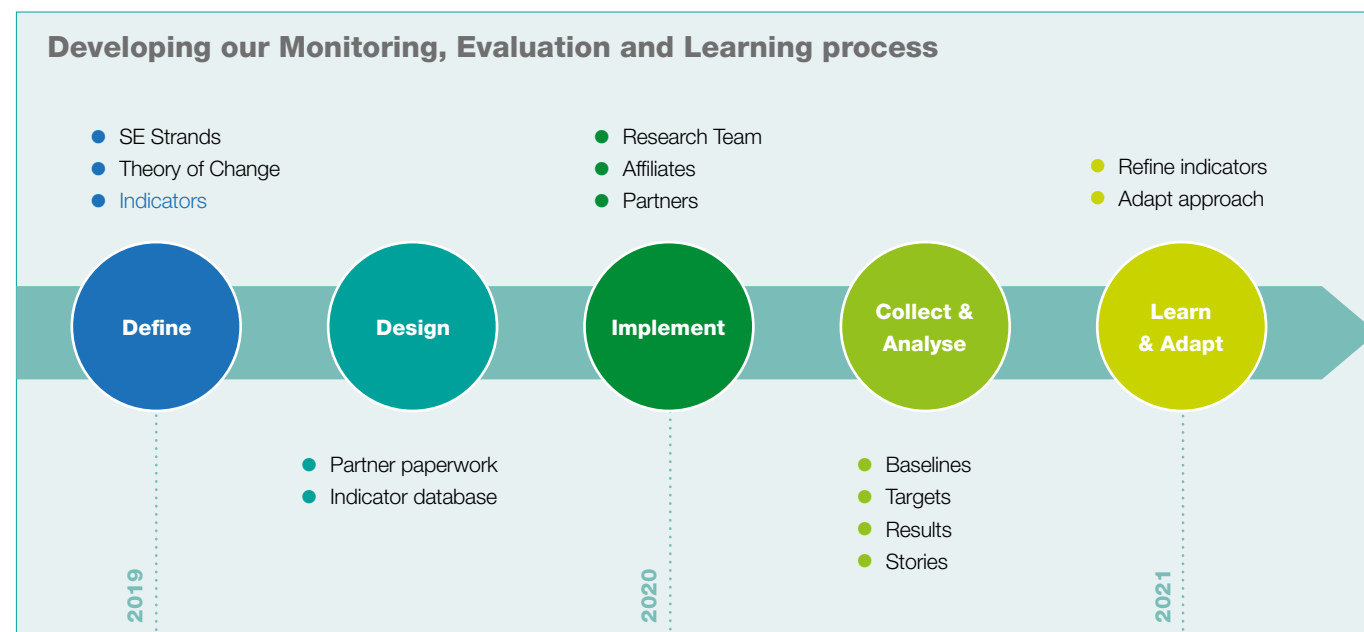 Developing our Monitoring, Evaluation and Learning process
SE Strands
Theory of Change
Indicators
Research Team
Affiliates
Partners
Refine indicators
Adapt approach
Define
Design
Implement
Collect &
Analyse
Learn
& Adapt
Partner paperwork
Indicator database
Baselines
Targets
Results
Stories
2019
2020
2021